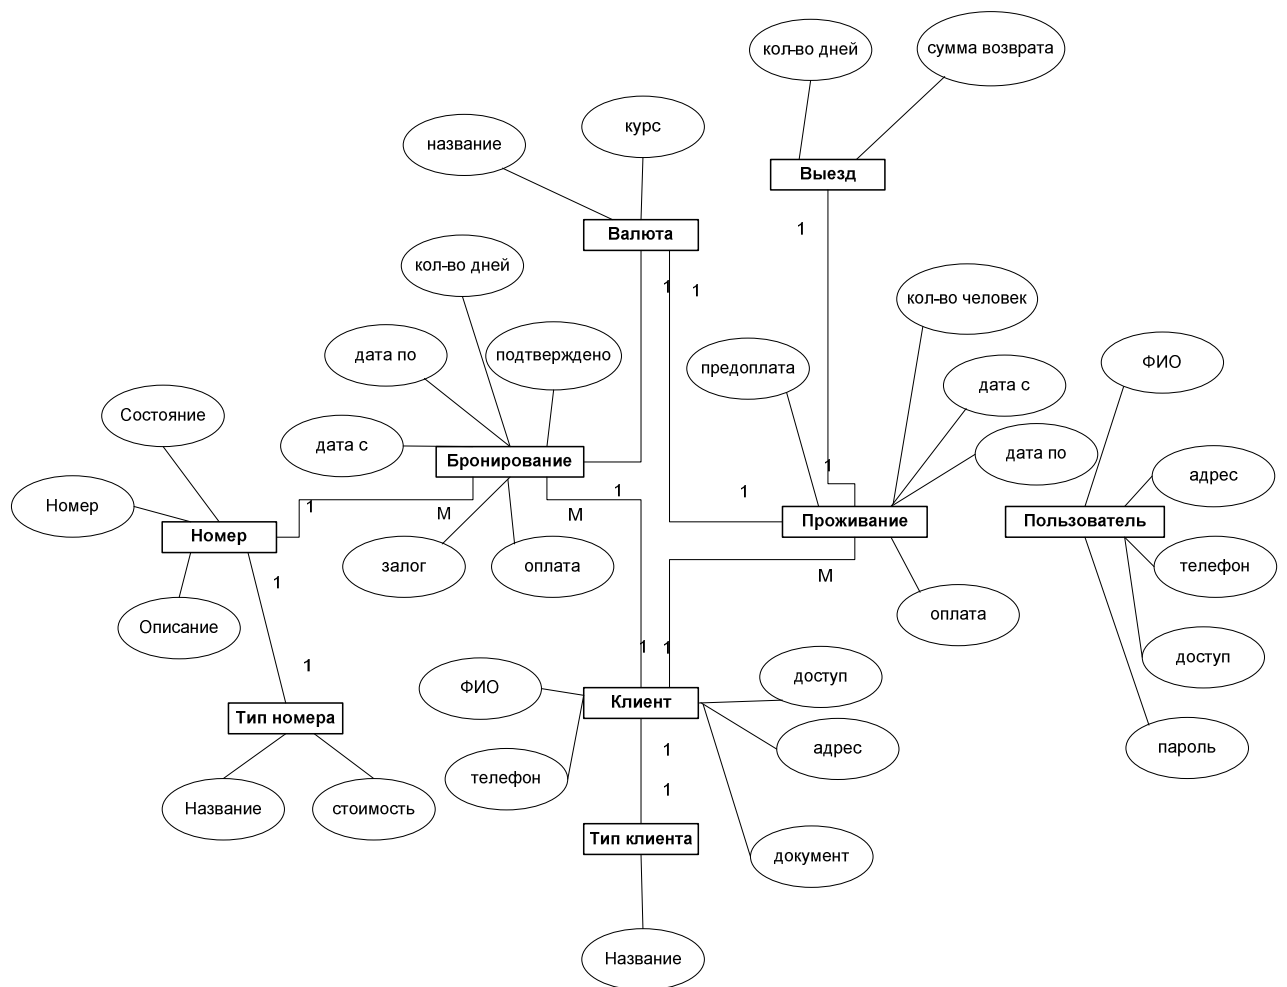 кол-во дней
сумма возврата
курс
название
Выезд
1
Валюта
кол-во дней
1
1
кол-во человек
дата по
подтверждено
ФИО
предоплата
дата с
Состояние
дата с
дата по
Бронирование
1
адрес
1
1
Номер
1
М
М
Проживание
Пользователь
Номер
залог
оплата
телефон
1
М
оплата
Описание
1
1
доступ
1
ФИО
доступ
Клиент
Тип номера
1
адрес
пароль
телефон
1
Название
стоимость
Тип клиента
документ
Название